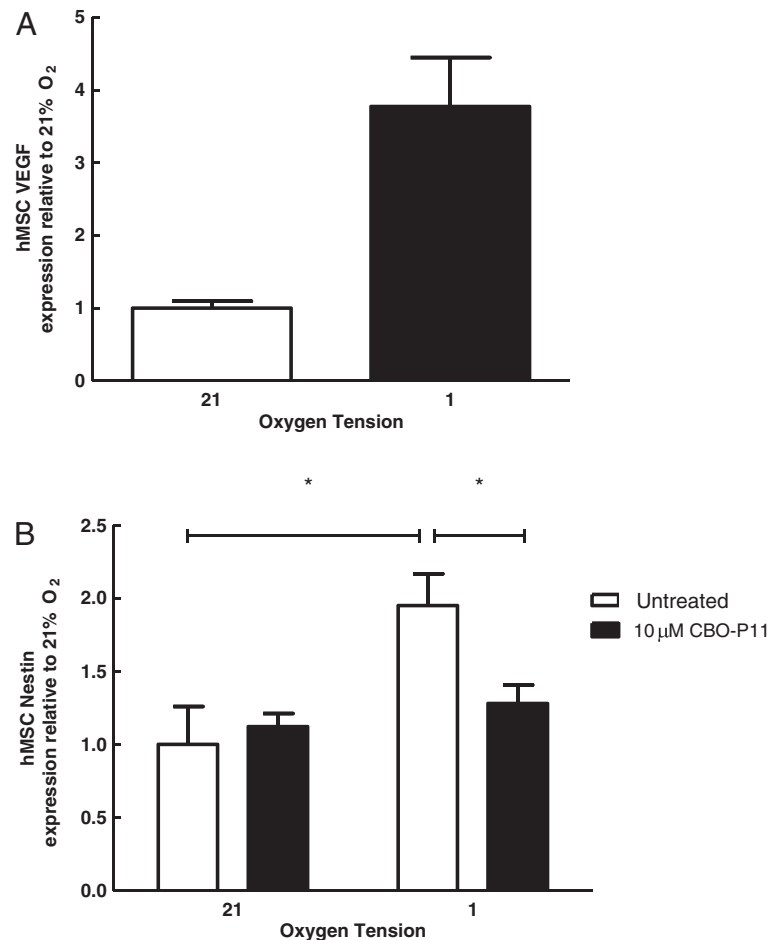 A
hMSC VEGF
expression relative to 21% O2
5
4
3
2
1
0
21
1
Oxygen Tension
*
*
B
hMSC Nestin
expression relative to 21% O2
2.5
2.0
1.5
1.0
0.5
0.0
21
1
Oxygen Tension
Untreated
10 μM CBO-P11